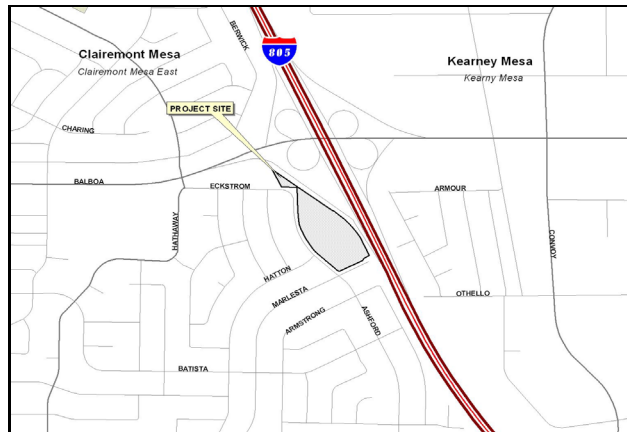 BERWICK
805
Clairemont Mesa
Clairemont Mesa East
Kearney Mesa
Kearny Mesa
PROJECT SITE
CHARING
BALBOA
ECKSTROM
ARMOUR
HATHAWAY
CONVOY
HATTON
MARLESTA
OTHELLO
ARMSTRONG
ASHFORD
BATISTA